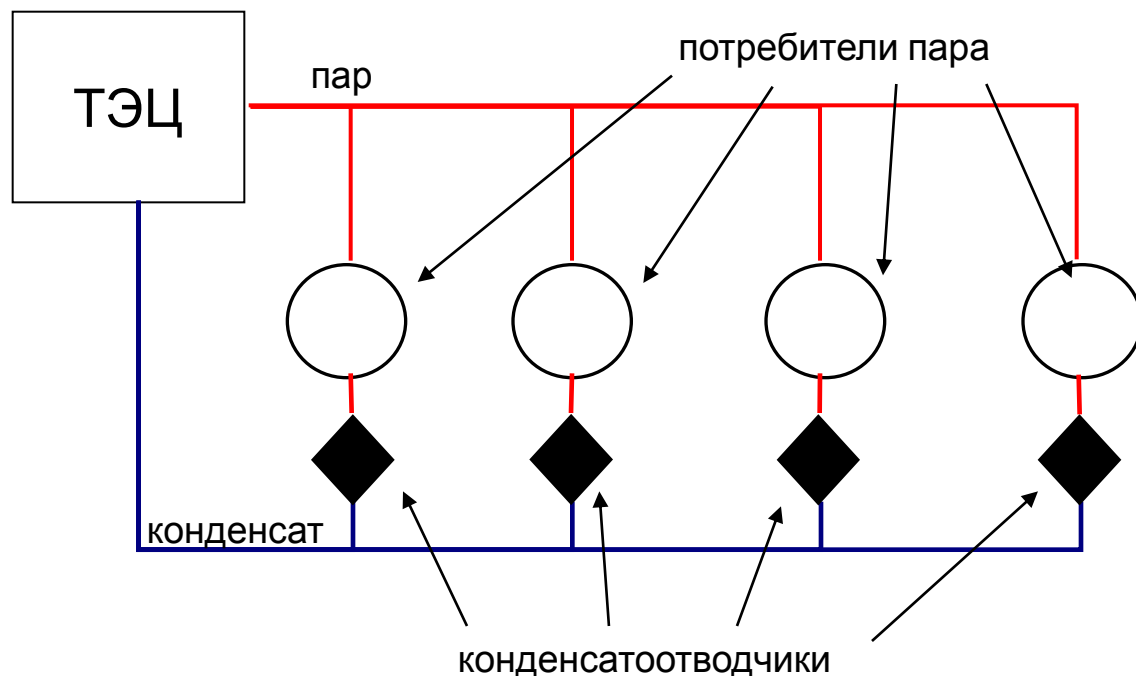 потребители пара
пар
ТЭЦ
конденсат
конденсатоотводчики